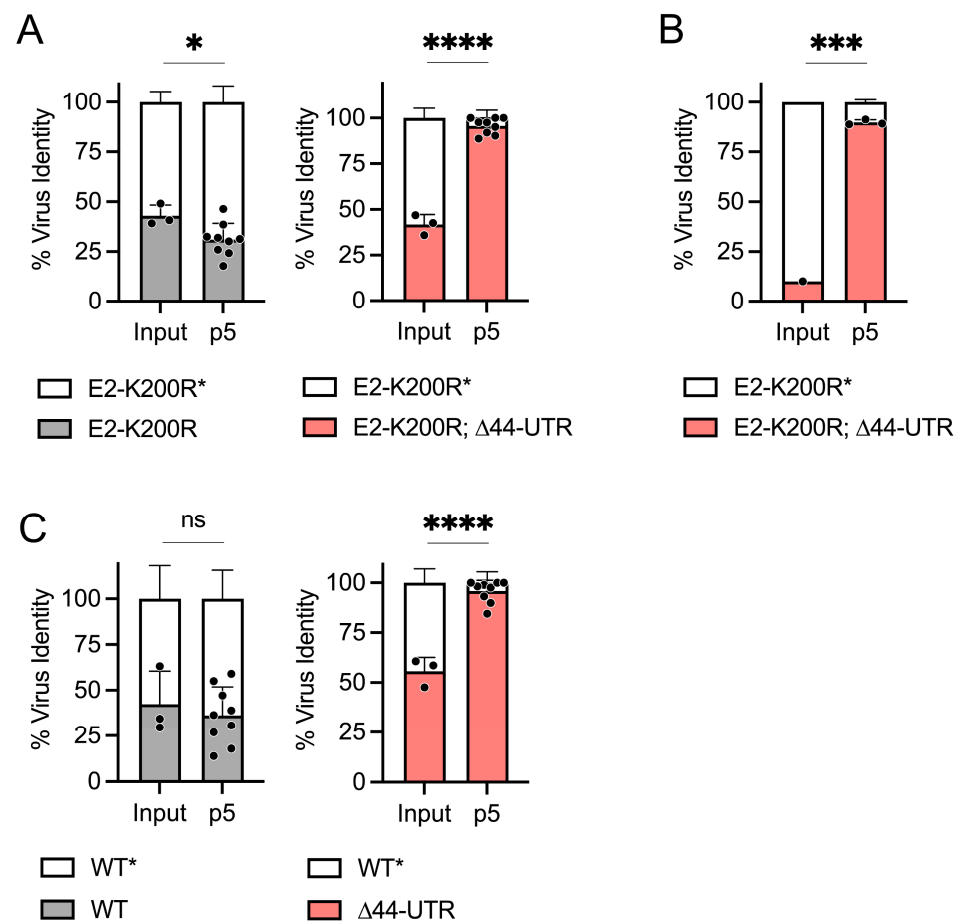 A
B
*
****
***
% Virus Identity
100
75
50
25
0
Input p5
% Virus Identity
100
75
50
25
0
Input p5
% Virus Identity
100
75
50
25
0
Input p5
E2-K200R*
E2-K200R
E2-K200R*
E2-K200R; Δ44-UTR
E2-K200R*
E2-K200R; Δ44-UTR
C
ns
****
% Virus Identity
100
75
50
25
0
Input p5
% Virus Identity
100
75
50
25
0
Input p5
WT*
WT
WT*
Δ44-UTR